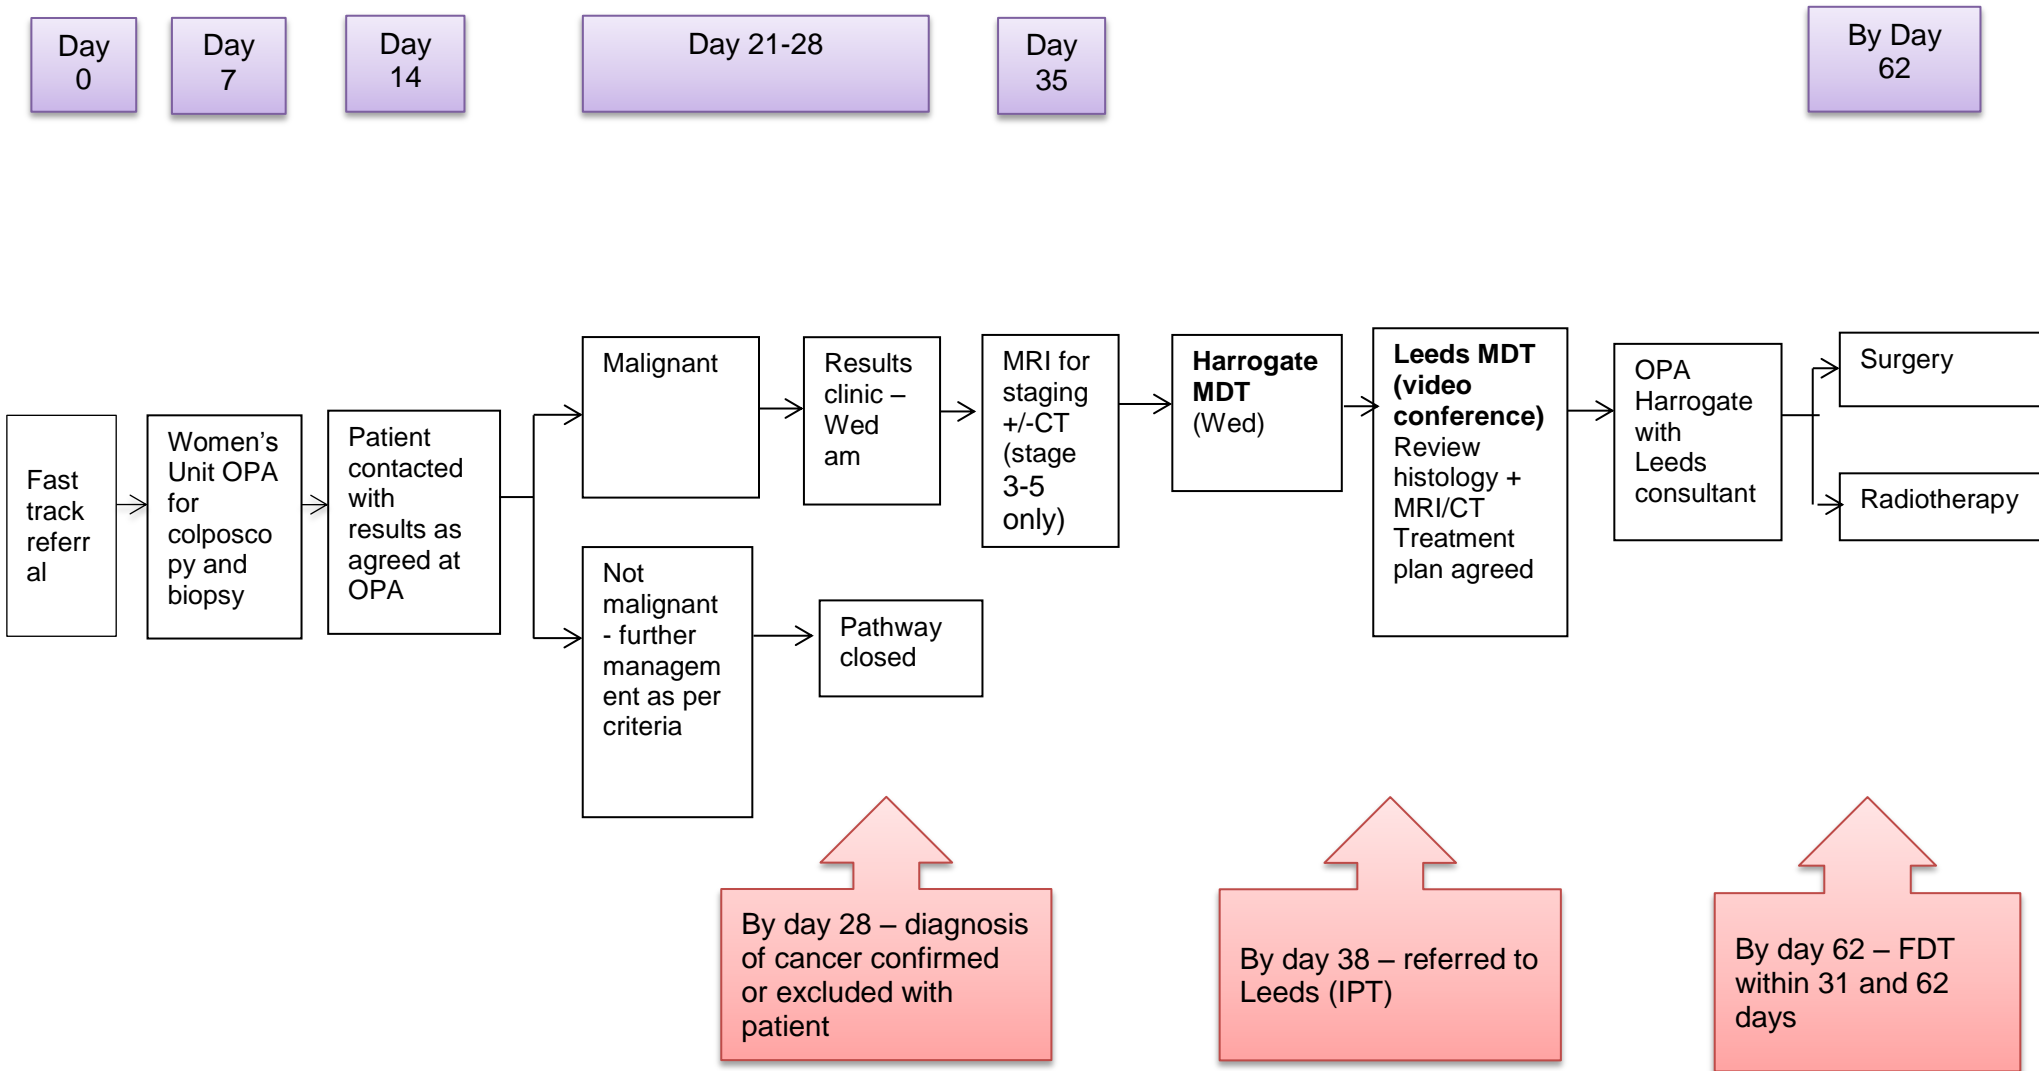 Day
0
Day
7
Day
14
Day 21-28
Day
35
By Day
62
Fast
track
referr
al
Women's
Unit OPA
for
colposco
py and
biopsy
Patient
contacted
with
results as
agreed at
OPA
Malignant
Results
clinic –
Wed
am
Not
malignant
- further
managem
ent as per
criteria
Pathway
closed
MRI for
staging
+/-CT
(stage
3-5
only)
Harrogate
MDT
(Wed)
Leeds MDT
(video
conference)
Review
histology +
MRI/CT
Treatment
plan agreed
OPA
Harrogate
with
Leeds
consultant
Surgery
Radiotherapy
By day 28 – diagnosis
of cancer confirmed
or excluded with
patient
By day 38 – referred to
Leeds (IPT)
By day 62 – FDT
within 31 and 62
days